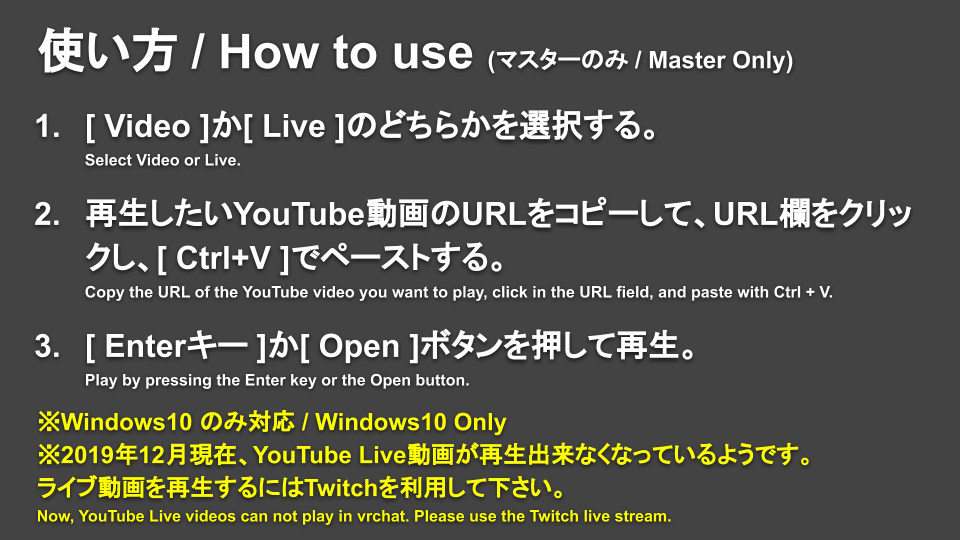 使い方 / How to use (マスターのみ / Master Only)
1. [ Video ]か[ Live ]のどちらかを選択する。
Select Video or Live.
2. 再生したいYouTube動画のURLをコピーして、URL欄をクリッ
クし、[ Ctrl+V ]でペーストする。
Copy the URL of the YouTube video you want to play, click in the URL field, and paste with Ctrl + V.
3. [ Enterキー ]か[ Open ]ボタンを押して再生。
Play by pressing the Enter key or the Open button.
※Windows10 のみ対応 / Windows10 Only
※2019年12月現在、YouTube Live動画が再生出来なくなっているようです。
ライブ動画を再生するにはTwitchを利用して下さい。
Now, YouTube Live videos can not play in vrchat. Please use the Twitch live stream.